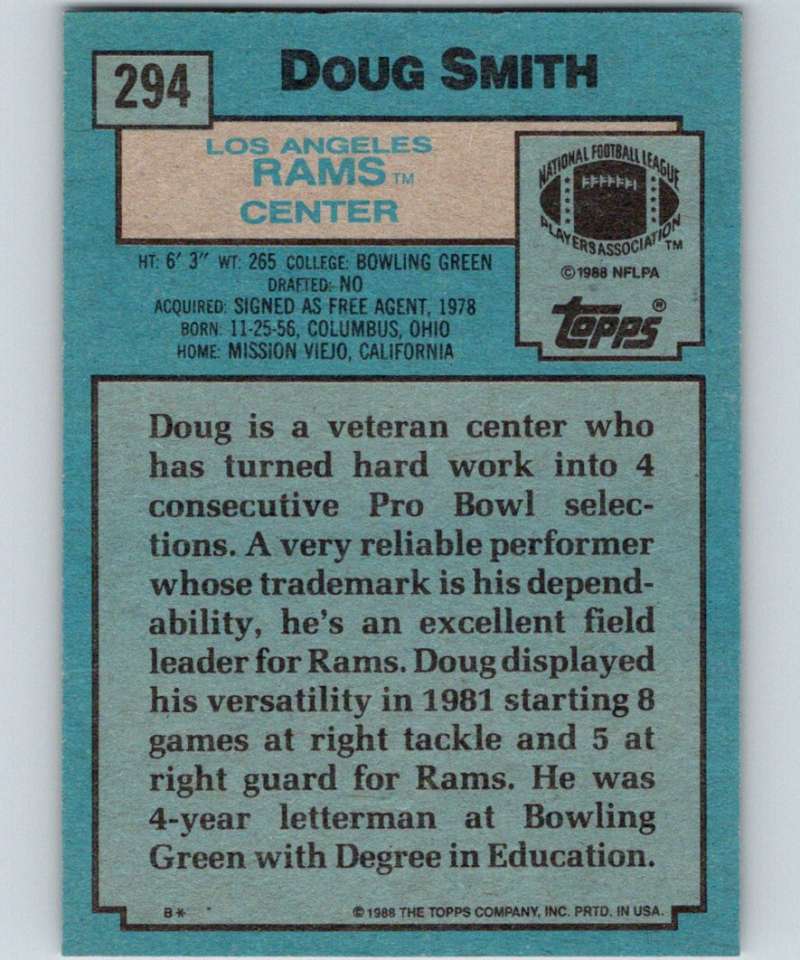 294
DOUG SMITH
LOS ANGELES
RAMS TM
CENTER
NATIONAL FOOTBALL LEAGUE
PLAYERS ASSOCIATION TM
© 1988 NFLPA
Topps®
HT: 6' 3" WT: 265 COLLEGE: BOWLING GREEN
DRAFTED: NO
ACQUIRED: SIGNED AS FREE AGENT, 1978
BORN: 11-25-56, COLUMBUS, OHIO
HOME: MISSION VIEJO, CALIFORNIA
Doug is a veteran center who
has turned hard work into 4
consecutive Pro Bowl selec-
tions. A very reliable performer
whose trademark is his depend-
ability, he's an excellent field
leader for Rams. Doug displayed
his versatility in 1981 starting 8
games at right tackle and 5 at
right guard for Rams. He was
4-year letterman at Bowling
Green with Degree in Education.
B*
© 1988 THE TOPPS COMPANY, INC. PRTD. IN USA.